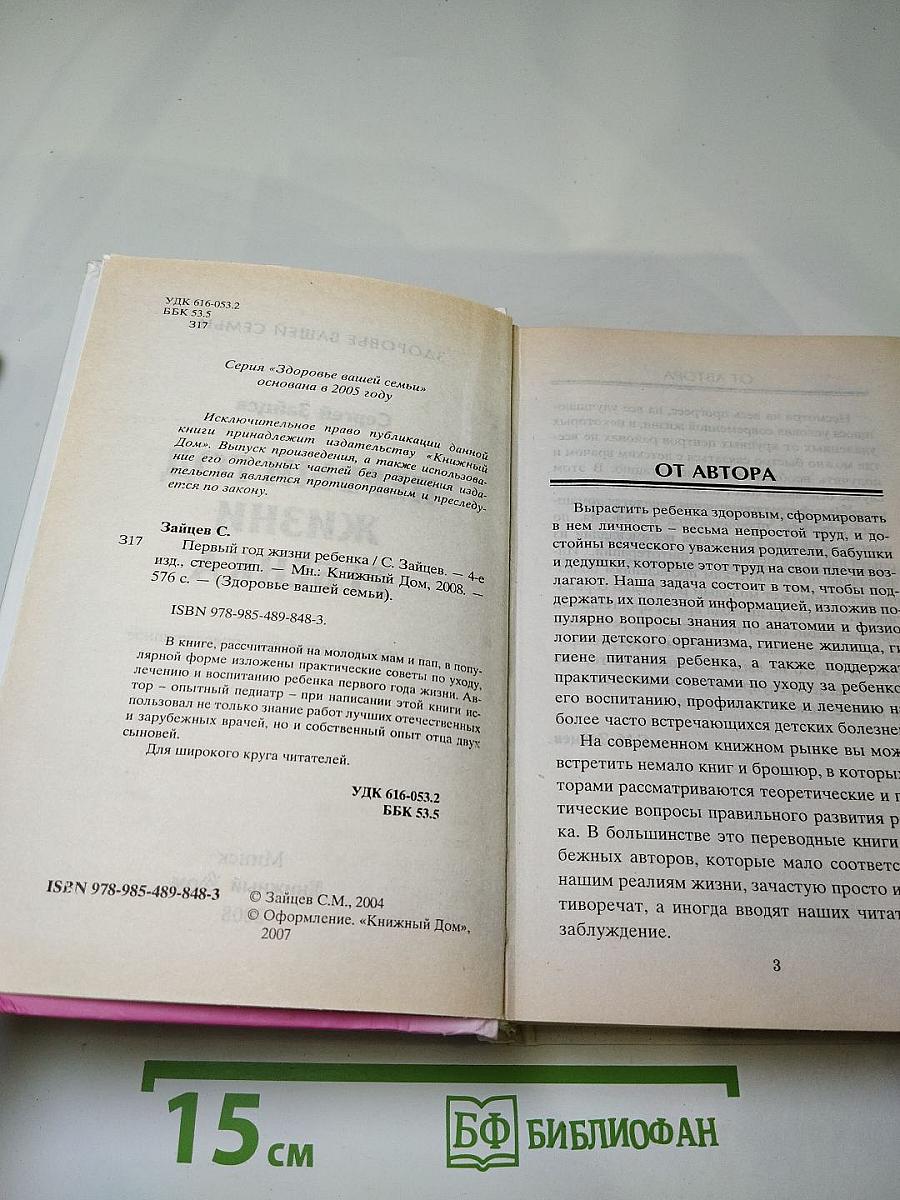 УДК 616-053.2
ББК 53.5
З17
Серия «Здоровье вашей семьи»
основана в 2005 году
Исключительное право публикации данной
книги принадлежит издательству «Книжный
Дом». Выпуск произведения, а также использова-
ние его отдельных частей без разрешения изда-
тельства является противоправным и преследу-
ется по закону.
Зайцев С.
З17 Первый год жизни ребенка / С. Зайцев. — 4-е
изд., стереотип. — Мн.: Книжный Дом, 2008. —
576 с. — (Здоровье вашей семьи).
ISBN 978-985-489-848-3.
В книге, рассчитанной на молодых мам и пап, в попу-
лярной форме изложены практические советы по уходу,
лечению и воспитанию ребенка первого года жизни. Ав-
тор – опытный педиатр – при написании этой книги ис-
пользовал не только знание работ лучших отечественных
и зарубежных врачей, но и собственный опыт отца двух
сыновей.
Для широкого круга читателей.
УДК 616-053.2
ББК 53.5
ISBN 978-985-489-848-3
© Зайцев С.М., 2004
© Оформление. «Книжный Дом»,
2007
ОТ АВТОРА
Вырастить ребенка здоровым, сформировать
в нем личность – весьма непростой труд, и до-
стойны всяческого уважения родители, бабушки
и дедушки, которые этот труд на свои плечи воз-
лагают. Наша задача состоит в том, чтобы под-
держать их полезной информацией, изложив по-
пулярно вопросы знания по анатомии и физио
логии детского организма, гигиене жилища, ги
гиене питания ребенка, а также поддержат
практическими советами по уходу за ребенко
его воспитанию, профилактике и лечению н
более часто встречающихся детских болезне
На современном книжном рынке вы мож
встретить немало книг и брошюр, в которых
торами рассматриваются теоретические и п
тические вопросы правильного развития р
ка. В большинстве это переводные книги
бежных авторов, которые мало соответс
нашим реалиям жизни, зачастую просто и
тиворечат, а иногда вводят наших читат
заблуждение.
3
15 см
БФ БИБЛИОФАН